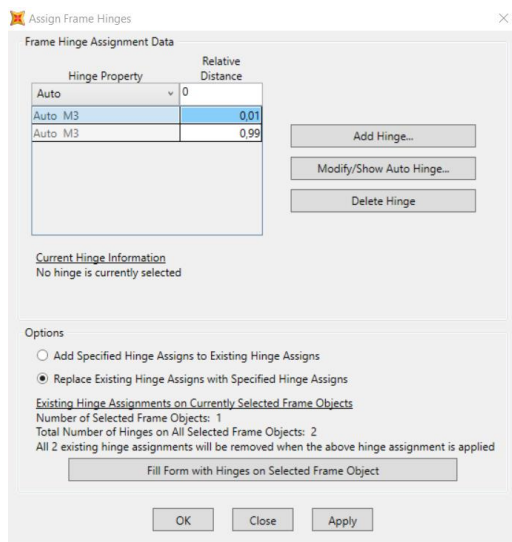 Assign Frame Hinges
Frame Hinge Assignment Data
Hinge Property
Relative
Distance
Auto
0
Auto M3 0,01
Auto M3 0,99
Add Hinge...
Modify/Show Auto Hinge...
Delete Hinge
Current Hinge Information
No hinge is currently selected
Options
Add Specified Hinge Assigns to Existing Hinge Assigns
Replace Existing Hinge Assigns with Specified Hinge Assigns
Existing Hinge Assignments on Currently Selected Frame Objects
Number of Selected Frame Objects: 1
Total Number of Hinges on All Selected Frame Objects: 2
All 2 existing hinge assignments will be removed when the above hinge assignment is applied
Fill Form with Hinges on Selected Frame Object
OK Close Apply